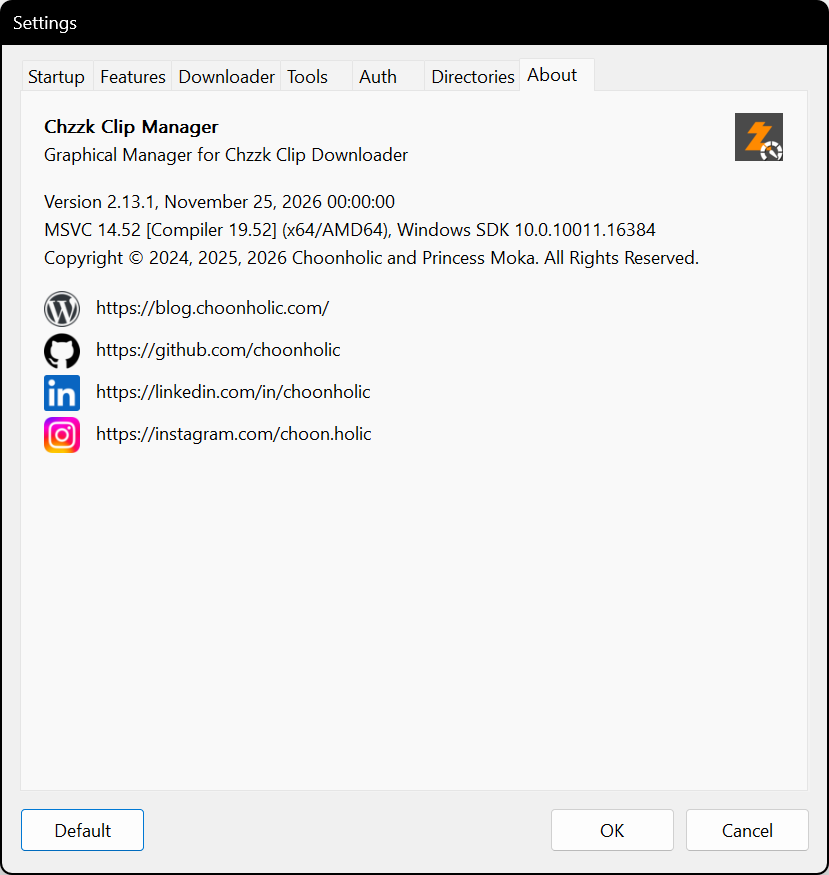 Settings
Startup Features Downloader Tools Auth Directories About
Chzzk Clip Manager
Graphical Manager for Chzzk Clip Downloader
Version 2.13.1, November 25, 2026 00:00:00
MSVC 14.52 [Compiler 19.52] (x64/AMD64), Windows SDK 10.0.10011.16384
Copyright © 2024, 2025, 2026 Choonholic and Princess Moka. All Rights Reserved.
https://blog.choonholic.com/
https://github.com/choonholic
https://linkedin.com/in/choonholic
https://instagram.com/choon.holic
Default OK Cancel